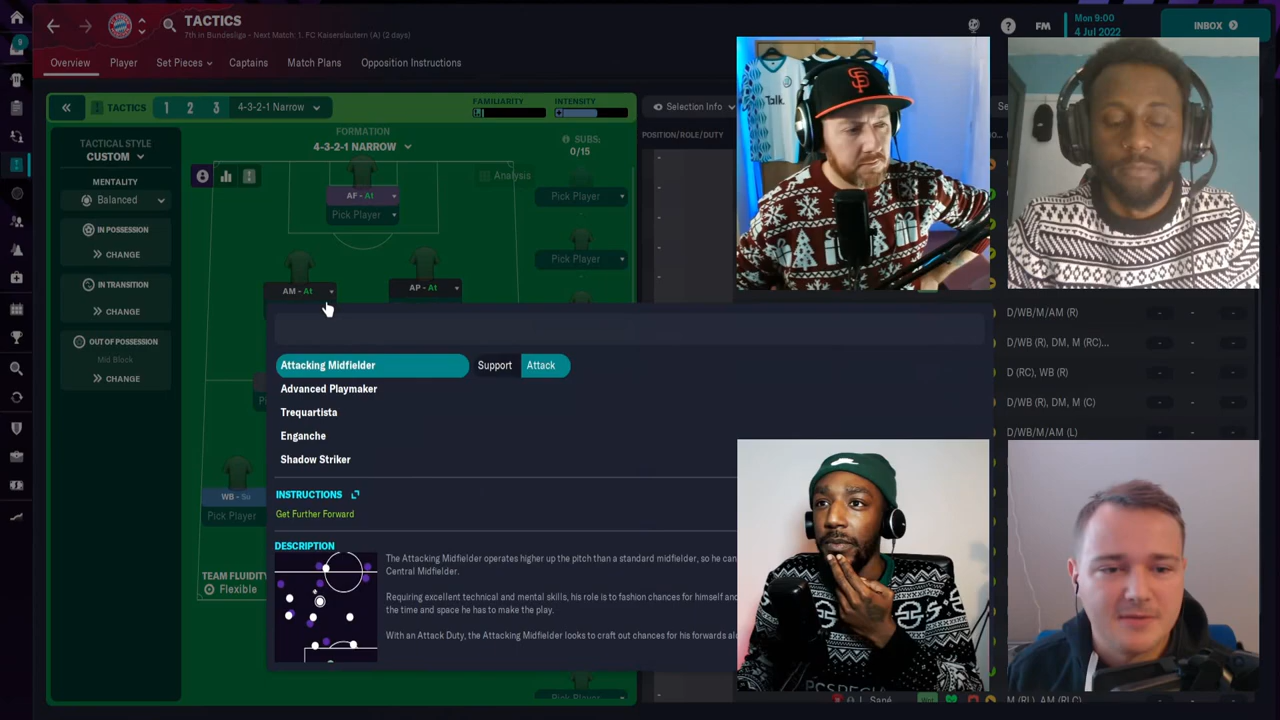 TACTICS
7th in Bundesliga - Next Match: 1. FC Kaiserslautern (A) (2 days)
9
FM
Mon 9:00
4 Jul 2022
INBOX
Overview
Player
Set Pieces
Captains
Match Plans
Opposition Instructions
TACTICS
1 2 3
4-3-2-1 Narrow
FAMILIARITY
INTENSITY
Selection Info
TACTICAL STYLE
CUSTOM
FORMATION
4-3-2-1 NARROW
SUBS:
0/15
POSITION/ROLE/DUTY
MENTALITY
Balanced
Analysis
AF - At
Pick Player
Pick Player
IN POSSESSION
CHANGE
Pick Player
IN TRANSITION
CHANGE
AM - At
AP - At
OUT OF POSSESSION
Mid Block
CHANGE
Attacking Midfielder
Support
Attack
Advanced Playmaker
Trequartista
Enganche
Shadow Striker
WB - Su
Pick Player
INSTRUCTIONS
Get Further Forward
DESCRIPTION
The Attacking Midfielder operates higher up the pitch than a standard midfielder, so he can
Central Midfielder.
Requiring excellent technical and mental skills, his role is to fashion chances for himself and
the time and space he has to make the play.
With an Attack Duty, the Attacking Midfielder looks to craft out chances for his forwards
TEAM FLUIDITY
Flexible
Pick Player
D/WB/M/AM (R)
D/WB (R), DM, M (RC)...
D (RC), WB (R)
D/WB (R), DM, M (C)
D/WB/M/AM (L)
L. Sané
M (RL), AM (RLC)
Talk.
SF